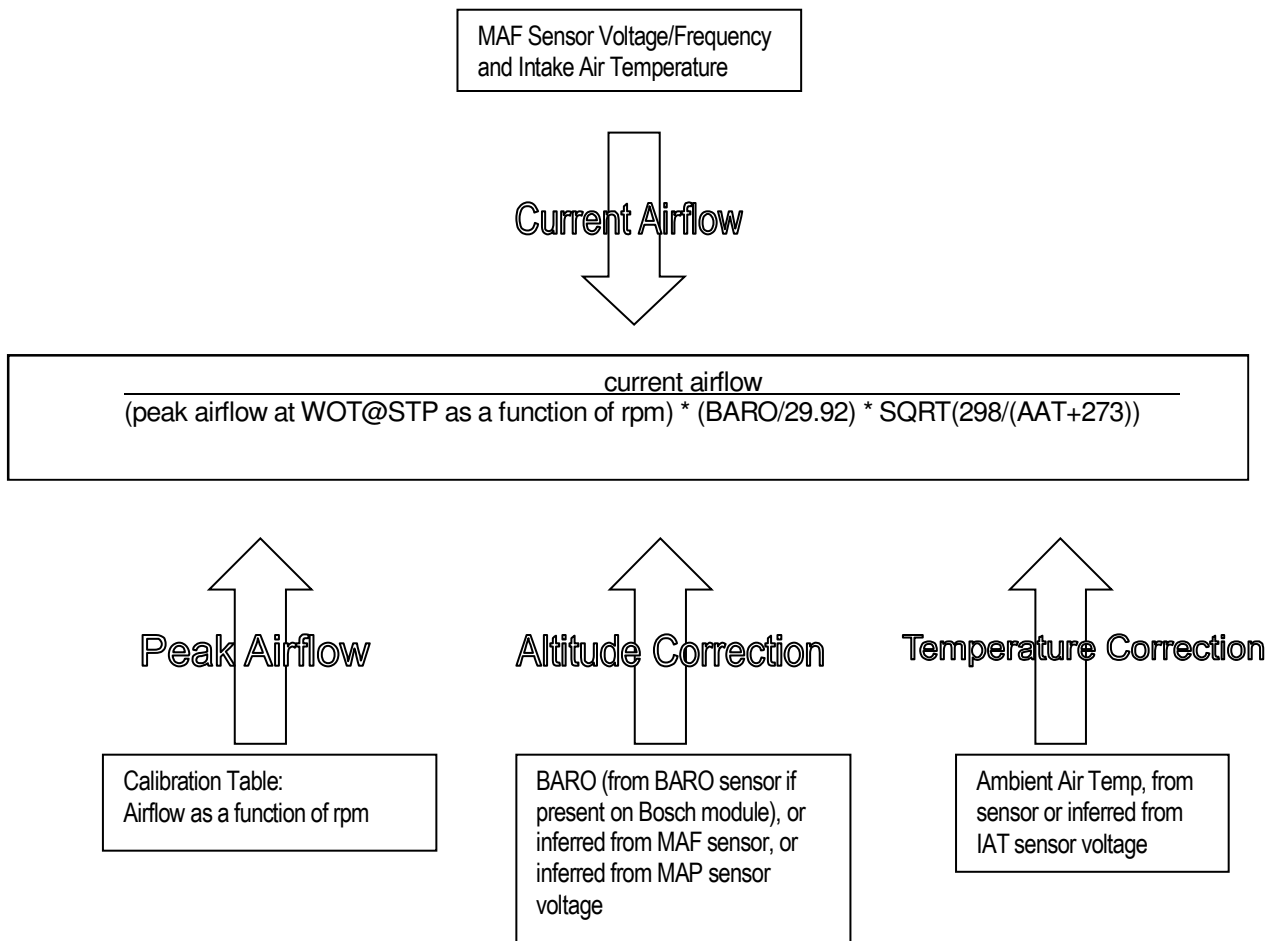 MAF Sensor Voltage/Frequency
and Intake Air Temperature
Current Airflow
current airflow
(peak airflow at WOT@STP as a function of rpm) * (BARO/29.92) * SQRT(298/(AAT+273))
Peak Airflow
Altitude Correction
Temperature Correction
Calibration Table:
Airflow as a function of rpm
BARO (from BARO sensor if
present on Bosch module), or
inferred from MAF sensor, or
inferred from MAP sensor
voltage
Ambient Air Temp, from
sensor or inferred from
IAT sensor voltage